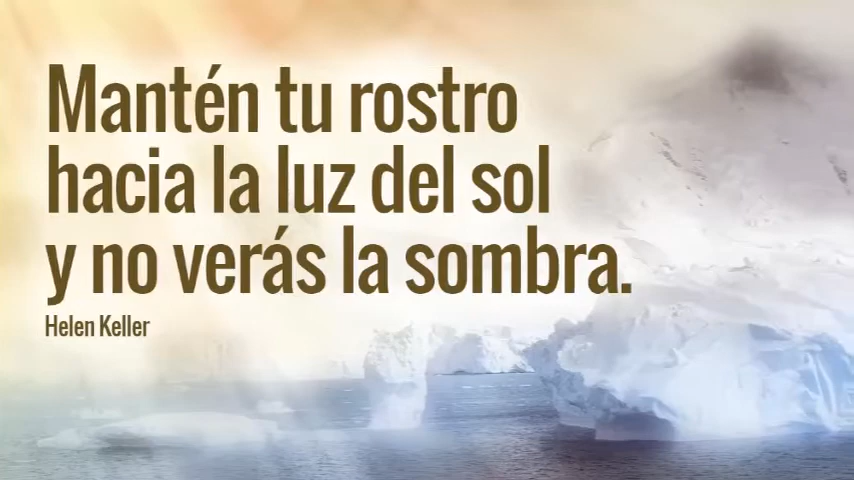 Mantén tu rostro
hacia la luz del sol
y no verás la sombra.
Helen Keller